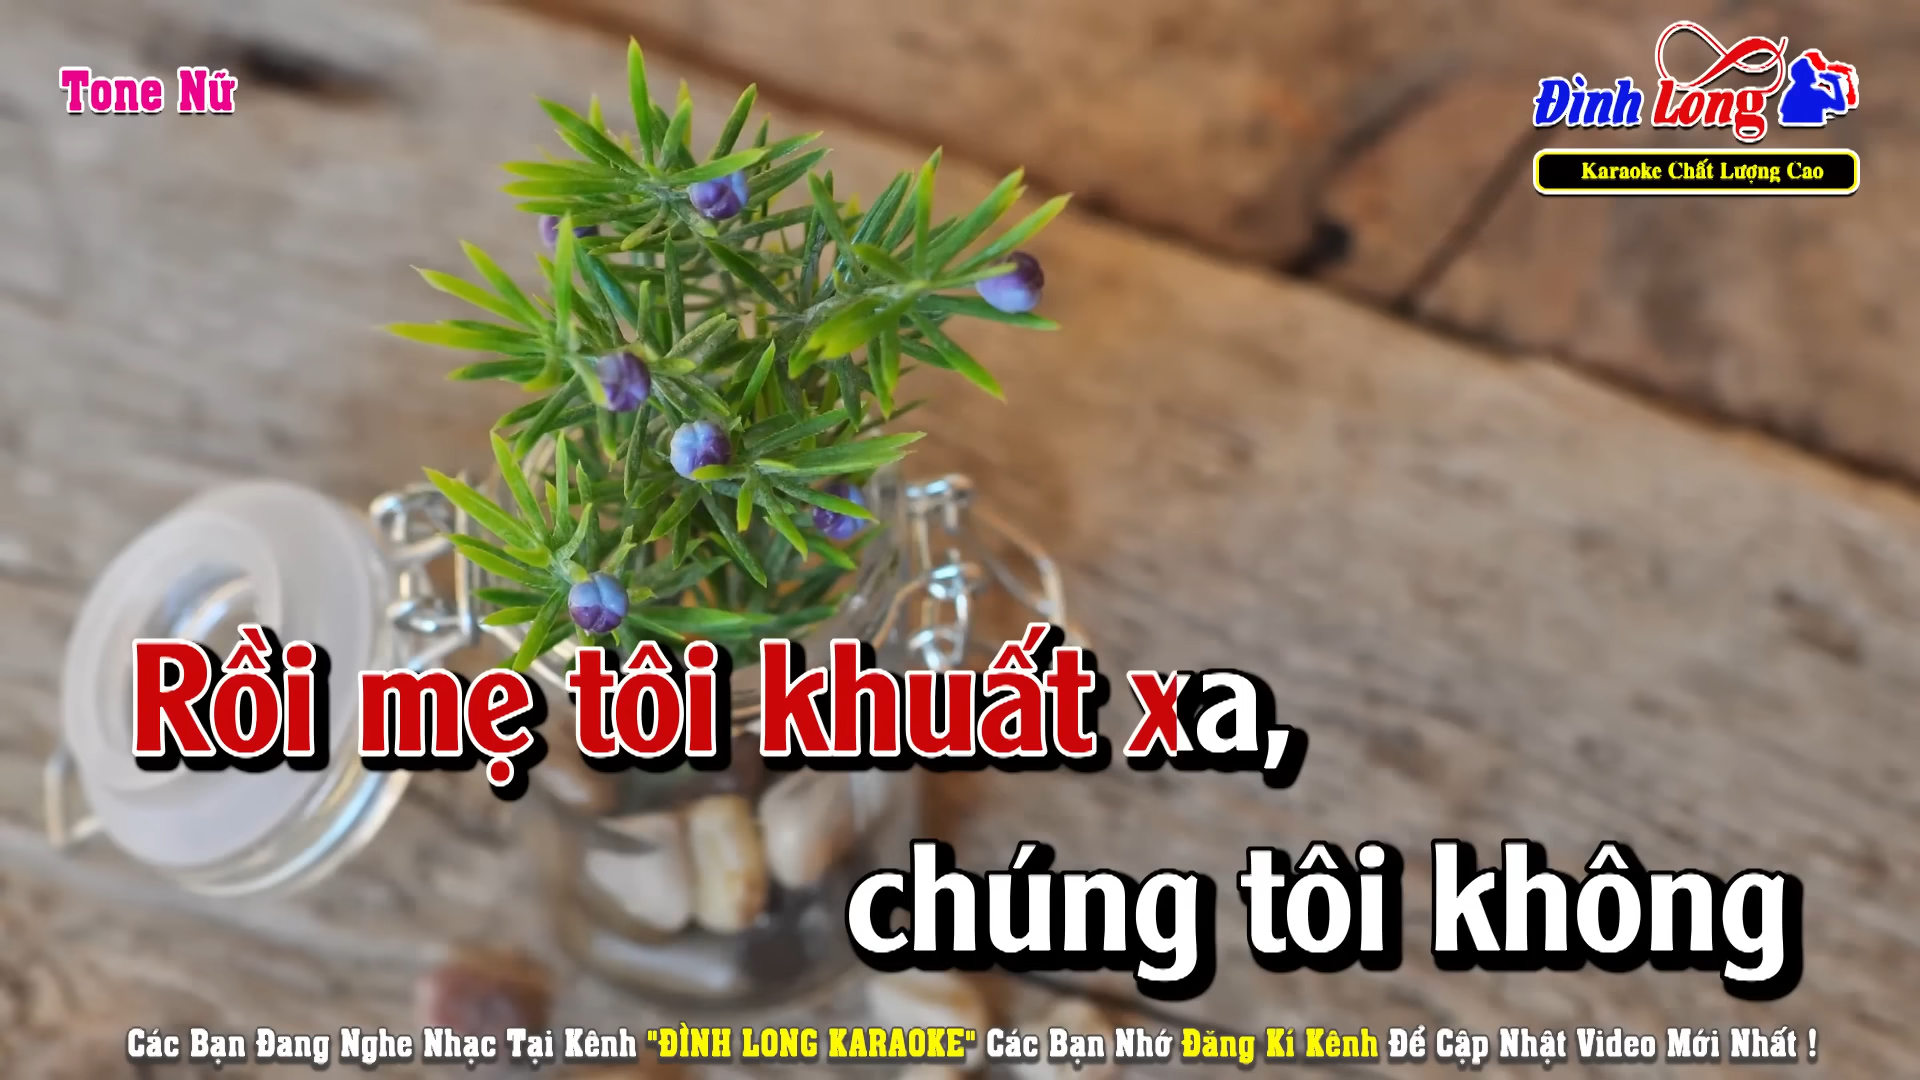 Tone Nữ
Đình Long
Karaoke Chất Lượng Cao
Rồi mẹ tôi khuất xa,
chúng tôi không
Các Bạn Đang Nghe Nhạc Tại Kênh "ĐÌNH LONG KARAOKE" Các Bạn Nhớ Đăng Kí Kênh Để Cập Nhật Video Mới Nhất !